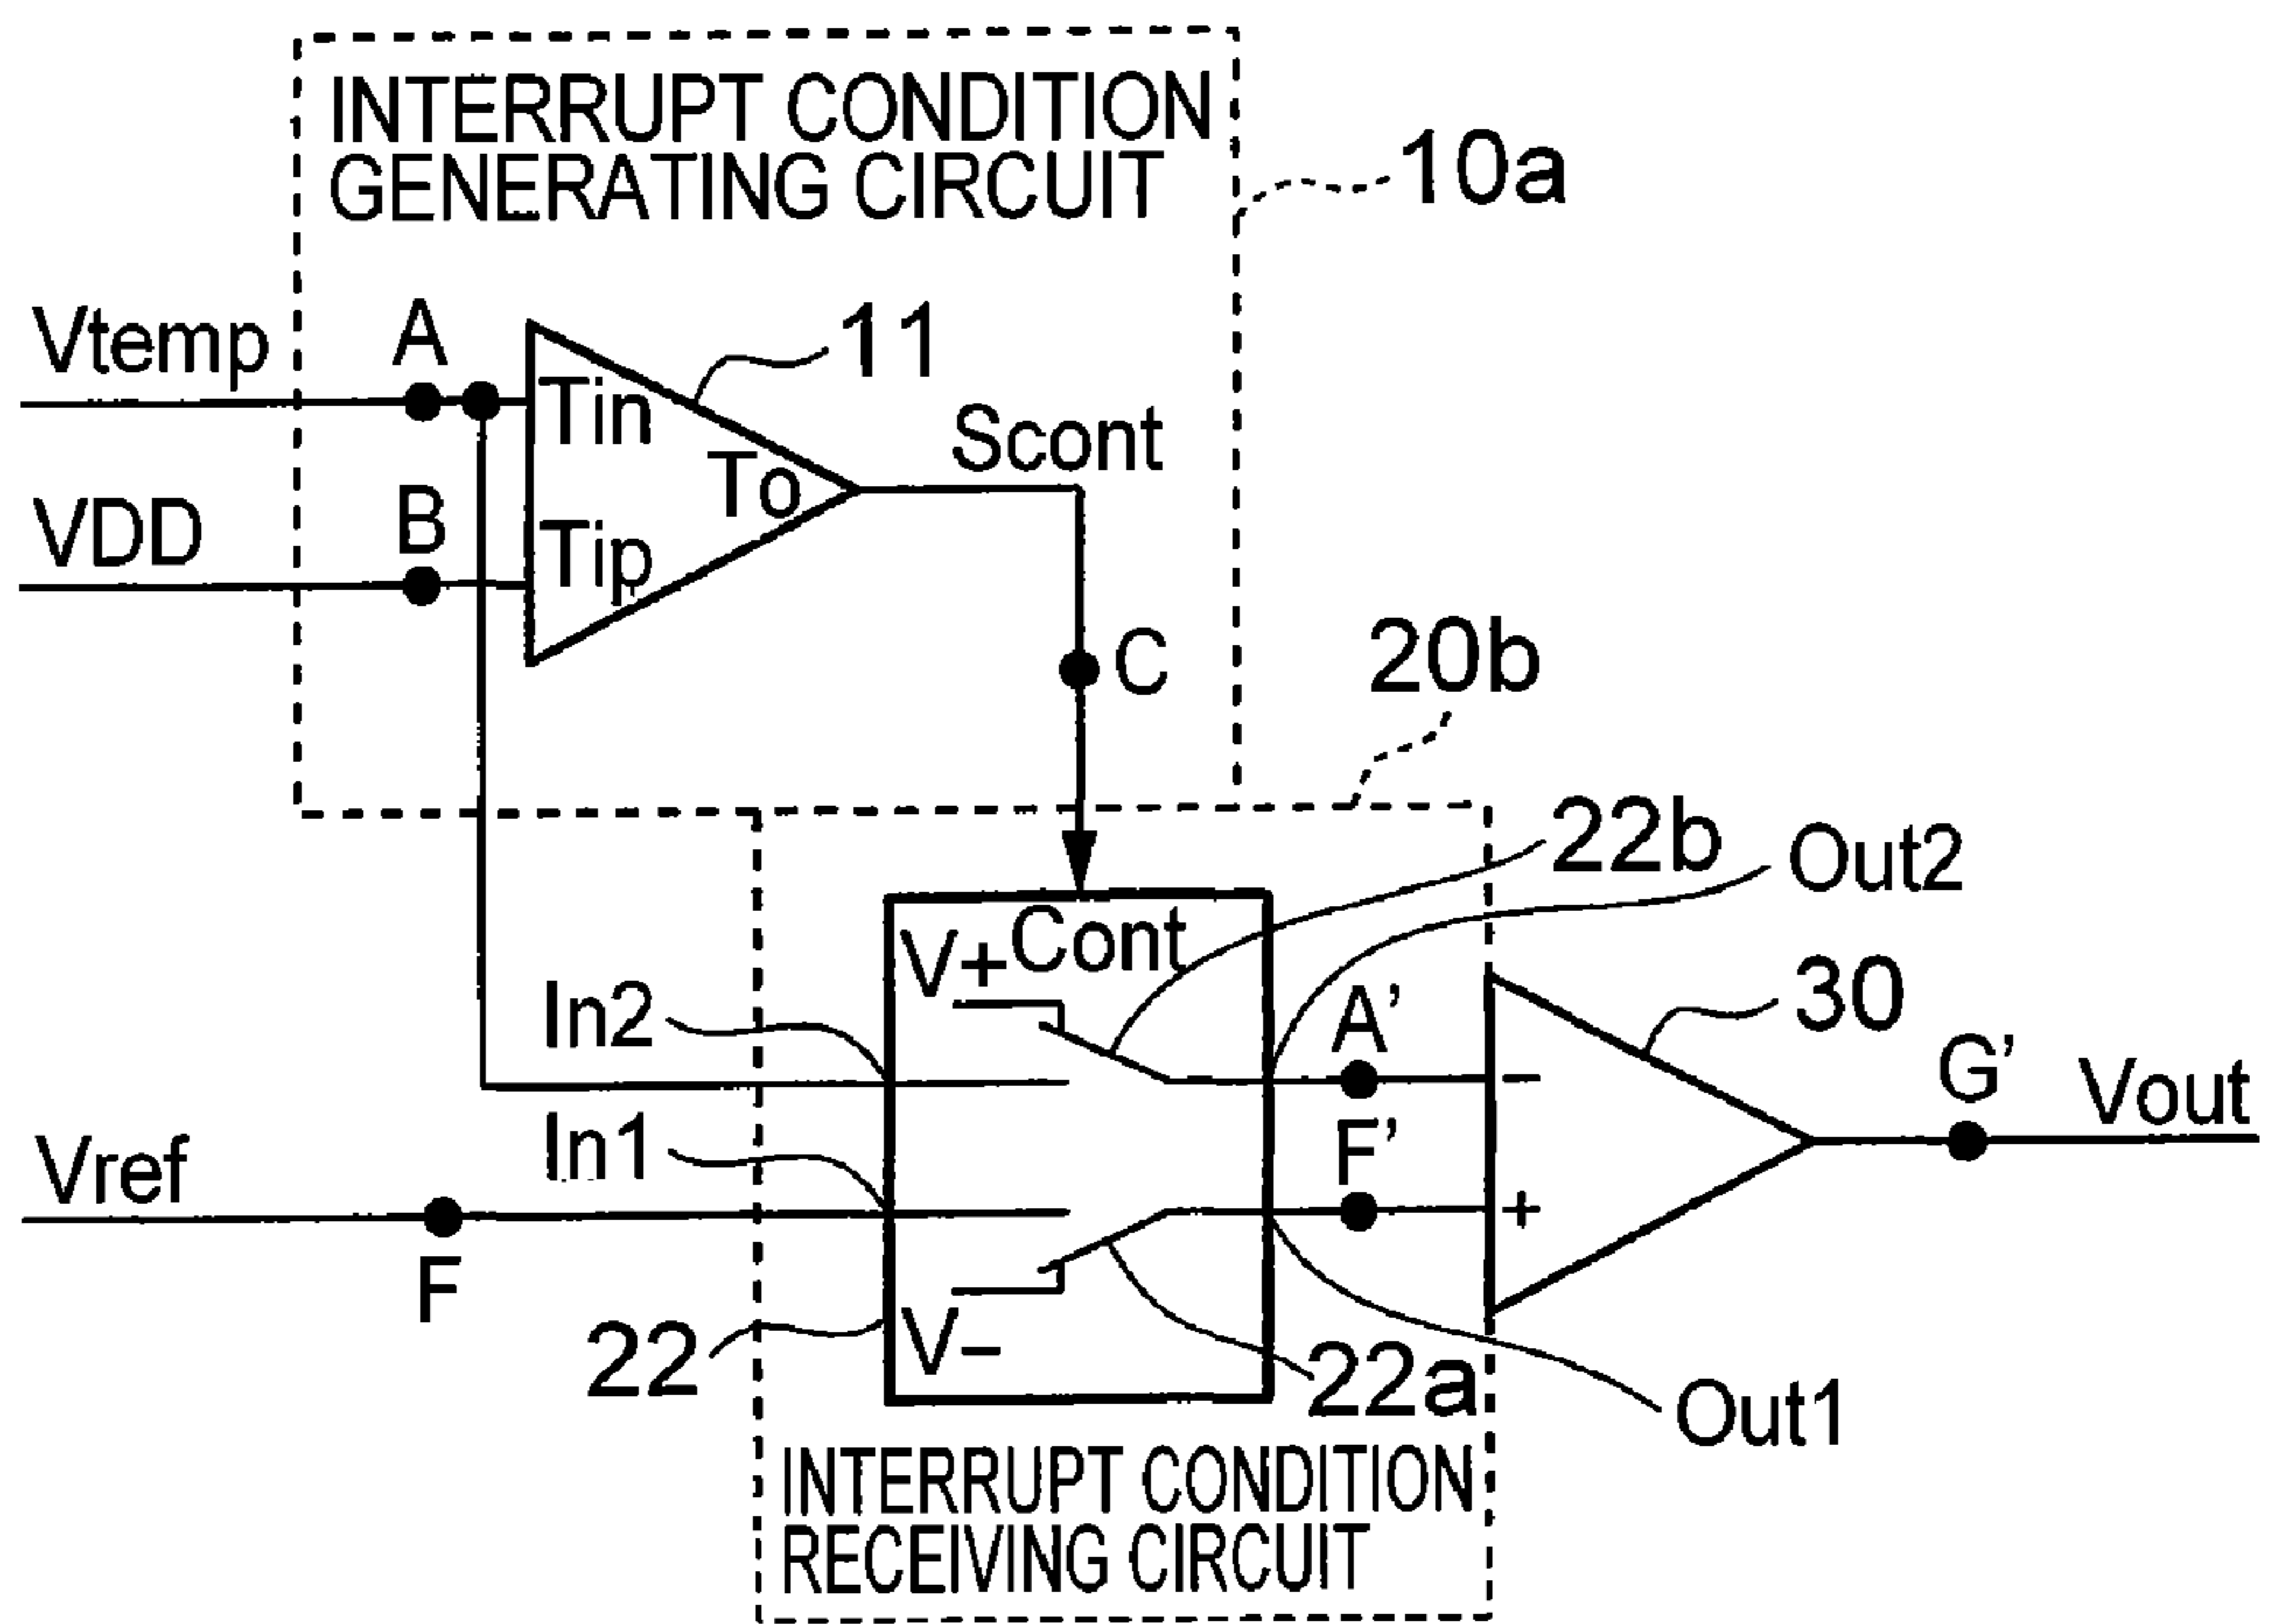 INTERRUPT CONDITION
GENERATING CIRCUIT
10a
Vtemp
A
11
Tin
Scont
To
VDD
B
Tip
C
20b
22b
Out2
Cont
V+
In2
A'
30
G'
Vout
−
In1
F'
Vref
+
F
V−
22
22a
Out1
INTERRUPT CONDITION
RECEIVING CIRCUIT